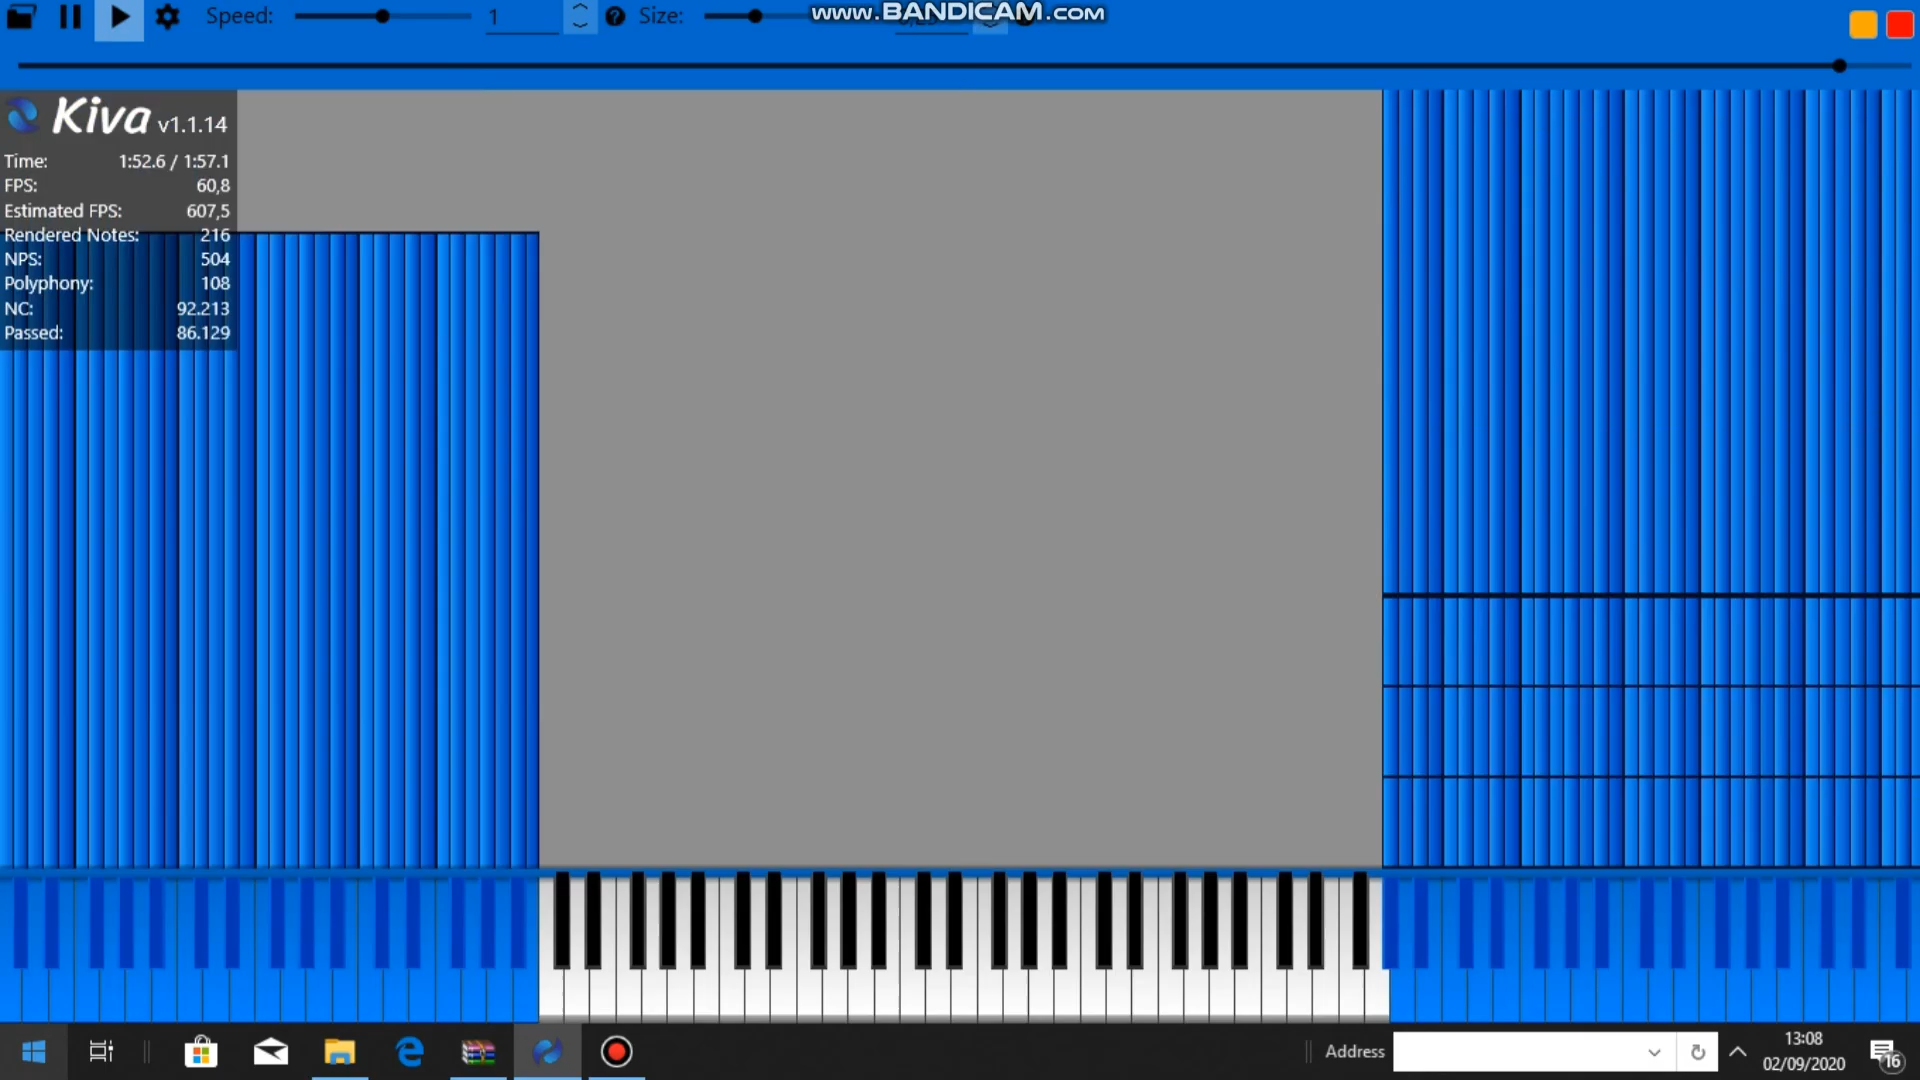 Speed: 1 Size:
www.BANDICAM.com
Kiva v1.1.14
Time: 1:52.6 / 1:57.1
FPS: 60,8
Estimated FPS: 607,5
Rendered Notes: 216
NPS: 504
Polyphony: 108
NC: 92.213
Passed: 86.129
Address
13:08
02/09/2020
16